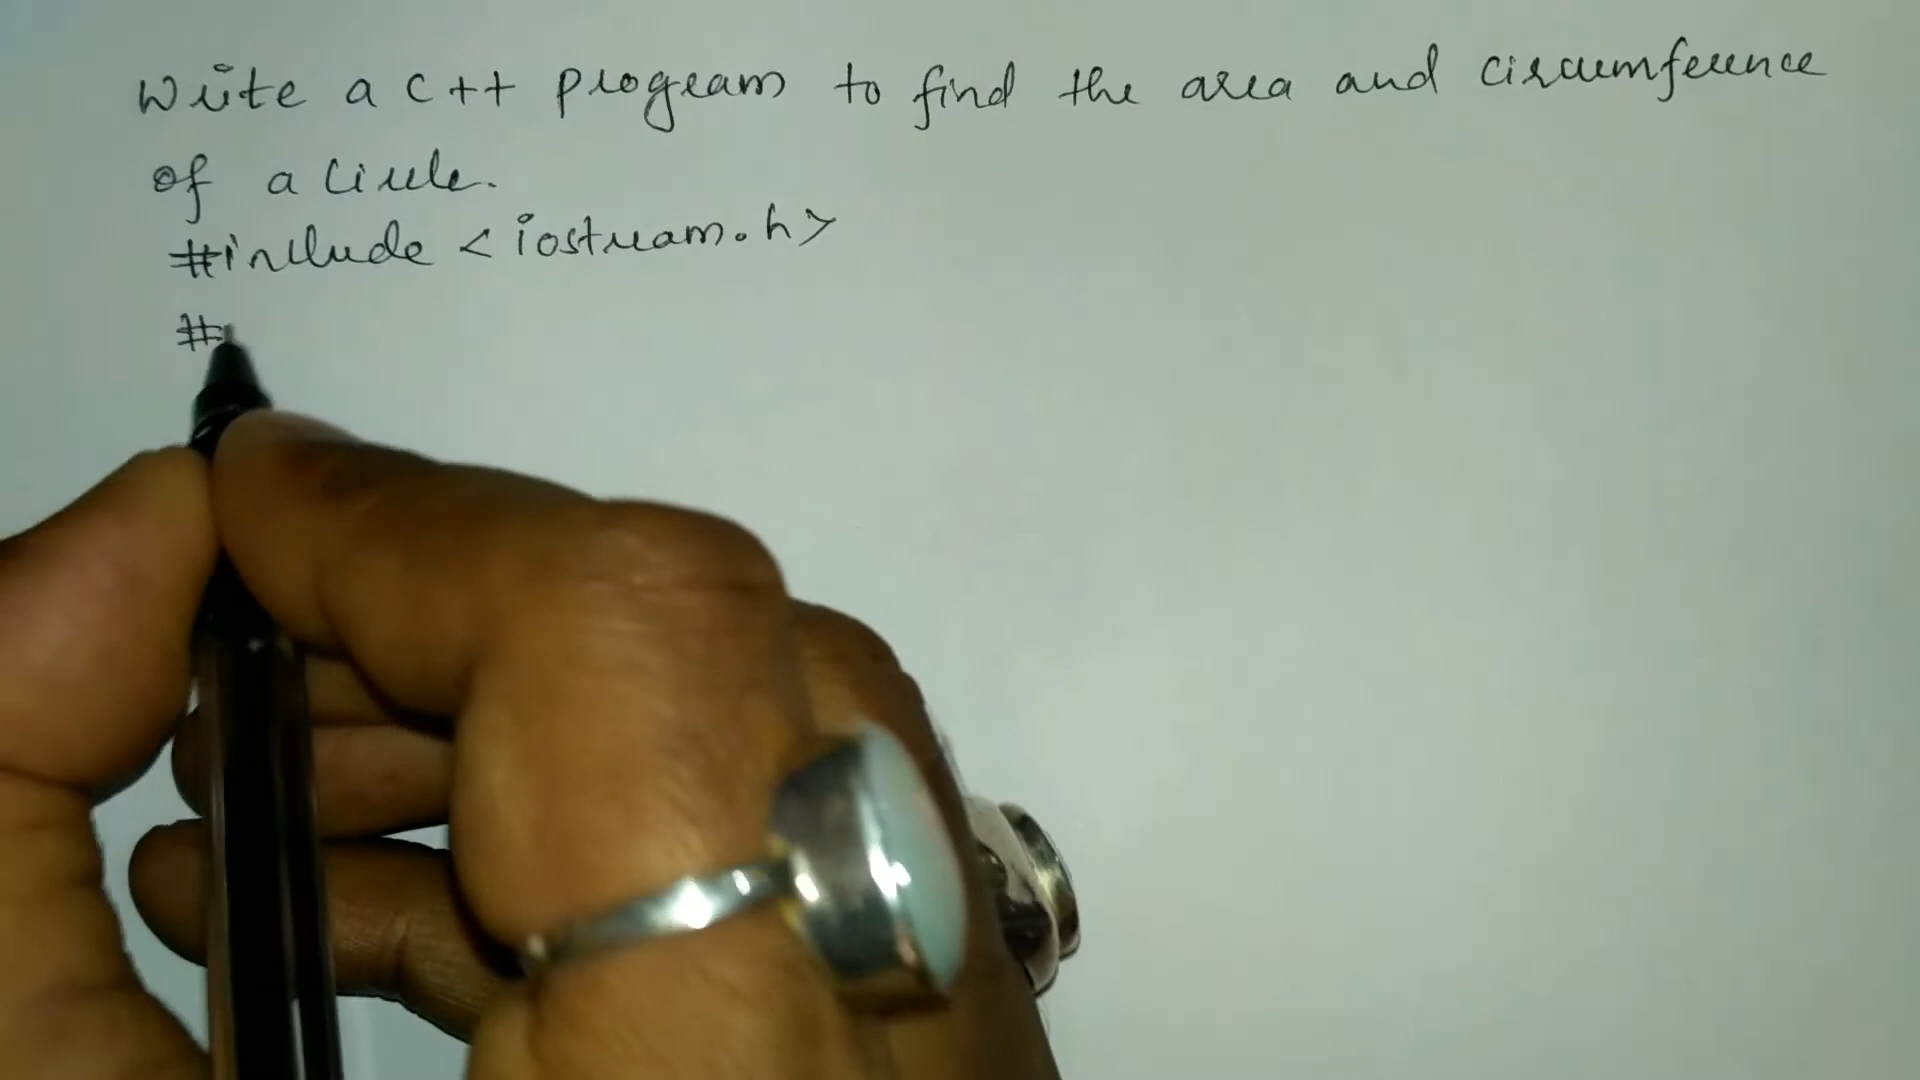 Write a C++ program to find the area and circumference
of a Circle.
#include <iostream.h>
#